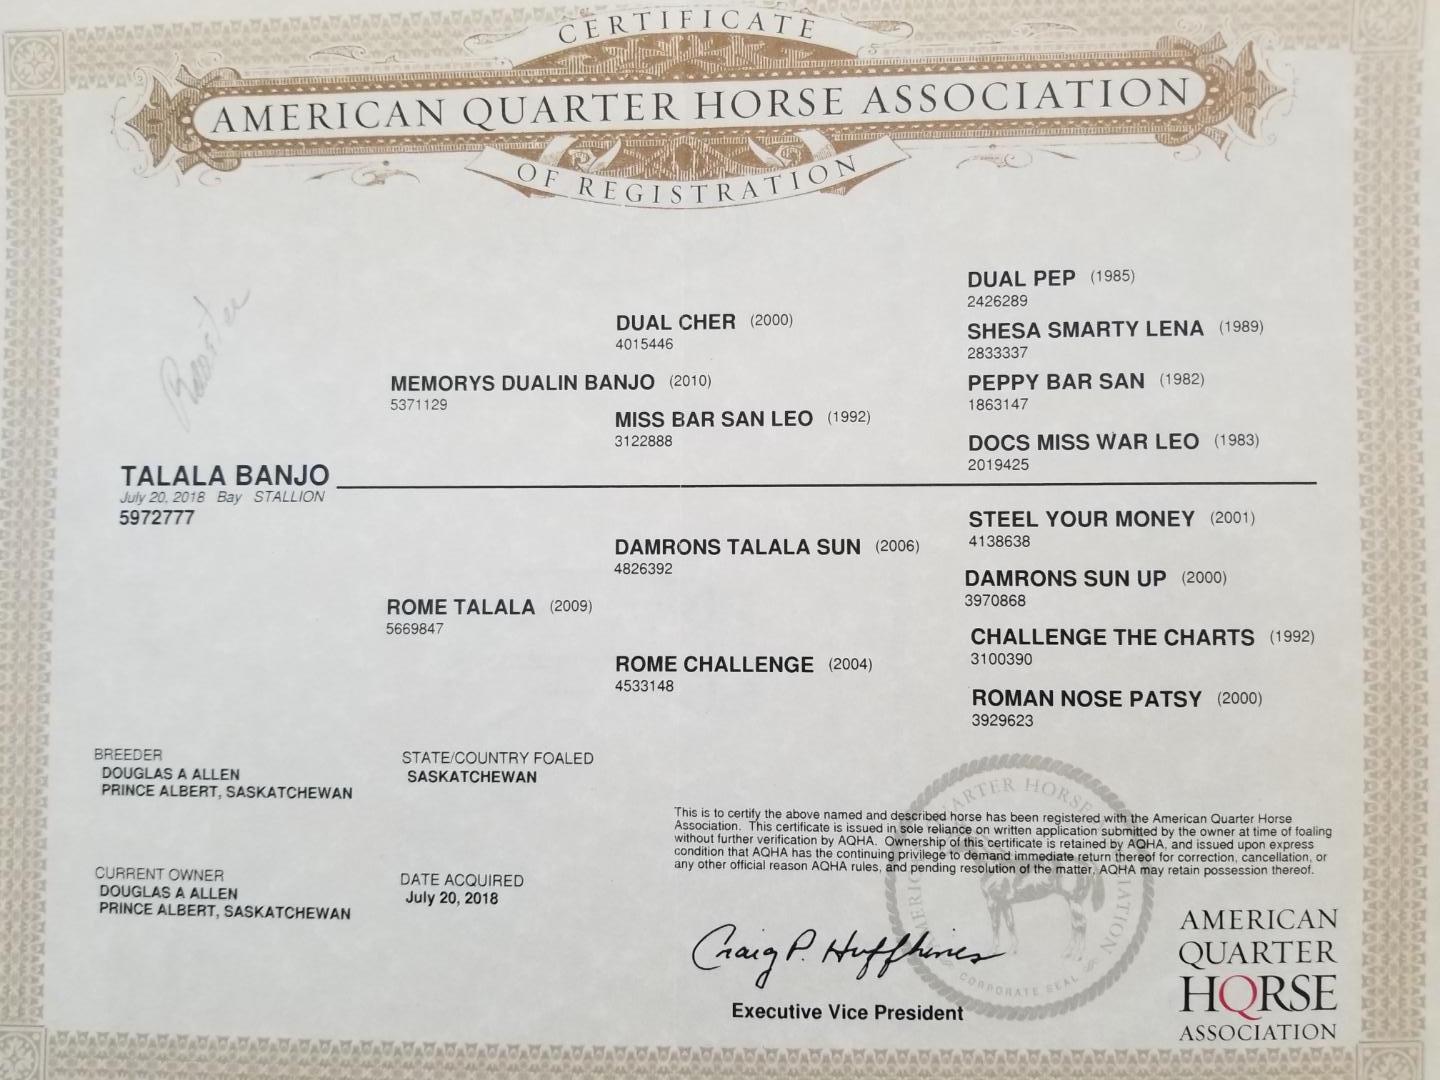 CERTIFICATE
AMERICAN QUARTER HORSE ASSOCIATION
OF REGISTRATION
DUAL PEP (1985)
2426289
DUAL CHER (2000)
4015446
SHESA SMARTY LENA (1989)
2833337
MEMORYS DUALIN BANJO (2010)
5371129
PEPPY BAR SAN (1982)
1863147
MISS BAR SAN LEO (1992)
3122888
DOCS MISS WAR LEO (1983)
2019425
TALALA BANJO
July 20, 2018 Bay STALLION
5972777
STEEL YOUR MONEY (2001)
4138638
DAMRONS TALALA SUN (2006)
4826392
DAMRONS SUN UP (2000)
3970868
ROME TALALA (2009)
5669847
CHALLENGE THE CHARTS (1992)
3100390
ROME CHALLENGE (2004)
4533148
ROMAN NOSE PATSY (2000)
3929623
BREEDER
DOUGLAS A ALLEN
PRINCE ALBERT, SASKATCHEWAN
STATE/COUNTRY FOALED
SASKATCHEWAN
CURRENT OWNER
DOUGLAS A ALLEN
PRINCE ALBERT, SASKATCHEWAN
DATE ACQUIRED
July 20, 2018
This is to certify the above named and described horse has been registered with the American Quarter Horse
Association. This certificate is issued in sole reliance on written application submitted by the owner at time of foaling
without further verification by AQHA. Ownership of this certificate is retained by AQHA, and issued upon express
condition that AQHA has the continuing privilege to demand immediate return thereof for correction, cancellation, or
any other official reason AQHA rules, and pending resolution of the matter, AQHA may retain possession thereof.
Craig P. Huffhines
Executive Vice President
CORPORATE SEAL
AMERICAN
QUARTER
HORSE
ASSOCIATION